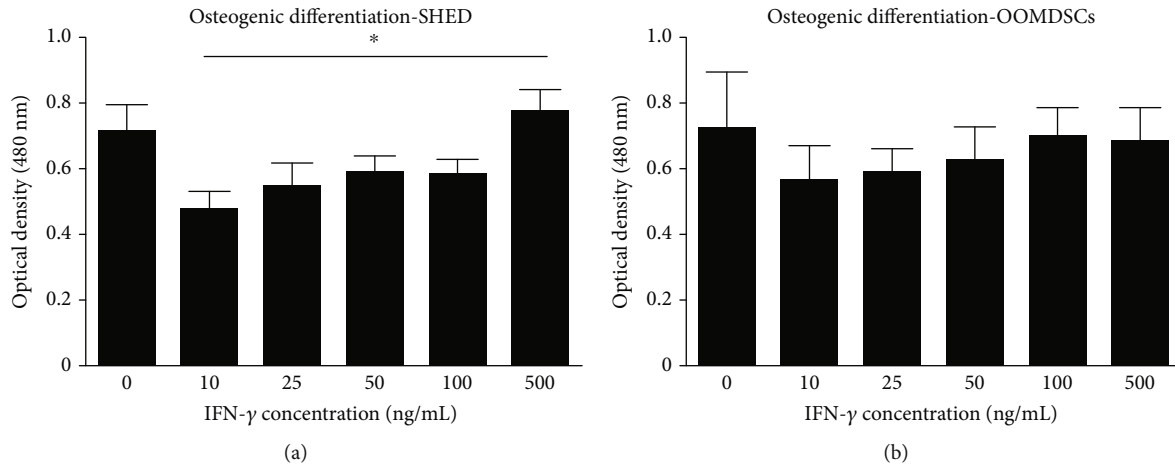 Osteogenic differentiation-SHED
*
1.0
0.8
0.6
0.4
0.2
0
Optical density (480 nm)
0 10 25 50 100 500
IFN-γ concentration (ng/mL)
(a)
Osteogenic differentiation-OOMDSCs
1.0
0.8
0.6
0.4
0.2
0
Optical density (480 nm)
0 10 25 50 100 500
IFN-γ concentration (ng/mL)
(b)